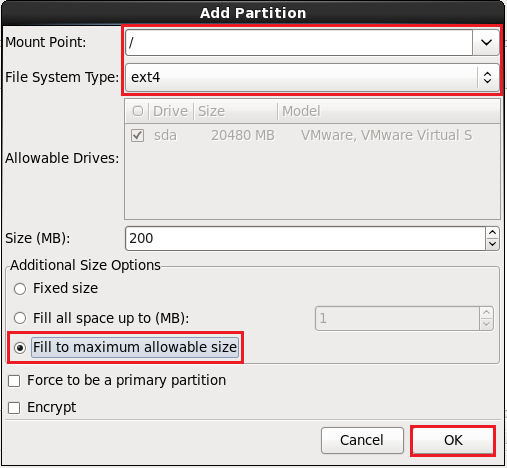 Add Partition
Mount Point: /
File System Type: ext4
Drive Size Model
sda 20480 MB VMware, VMware Virtual S
Allowable Drives:
Size (MB): 200
Additional Size Options
Fixed size
Fill all space up to (MB): 1
Fill to maximum allowable size
Force to be a primary partition
Encrypt
Cancel OK